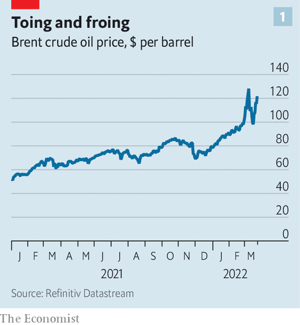 1
Toing and froing
Brent crude oil price, $ per barrel
140
120
100
80
60
40
20
0
J F M A M J J A S O N D J F M
2021 2022
Source: Refinitiv Datastream
The Economist